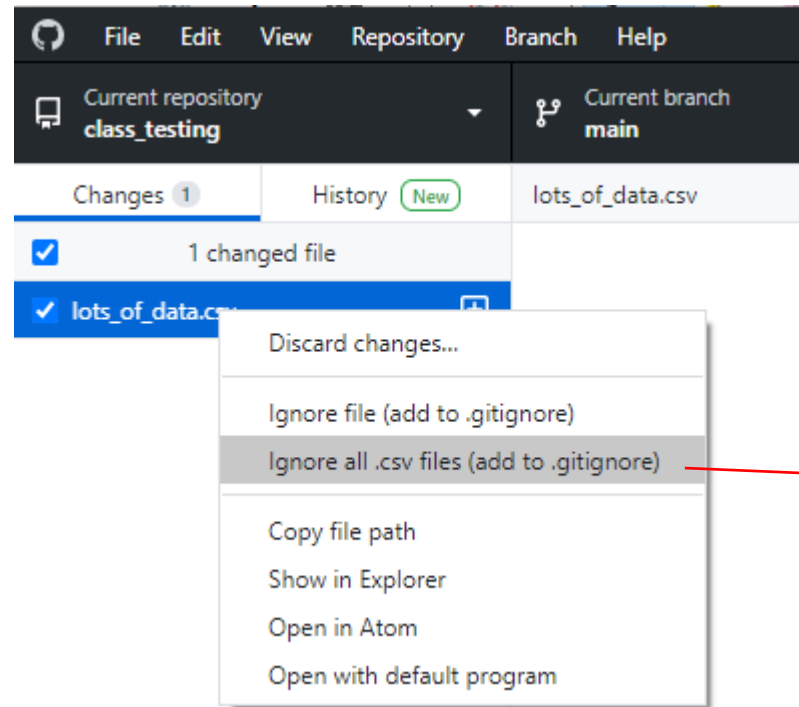 File Edit View Repository Branch Help
Current repository
class_testing
Current branch
main
Changes 1
History New
lots_of_data.csv
1 changed file
lots_of_data.csv
Discard changes...
Ignore file (add to .gitignore)
Ignore all .csv files (add to .gitignore)
Copy file path
Show in Explorer
Open in Atom
Open with default program